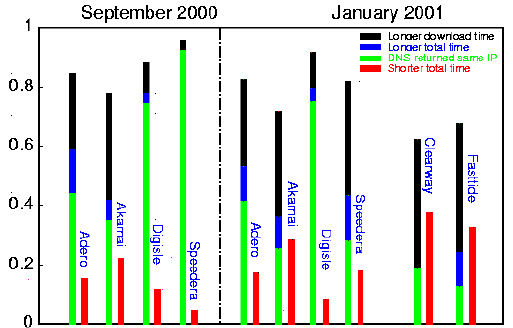 September 2000
January 2001
1
0.8
0.6
0.4
0.2
0
Longer download time
Longer total time
DNS returned same IP
Shorter total time
Adero
Akamai
Digisle
Speedera
Adero
Akamai
Digisle
Speedera
Clearway
Fasttide